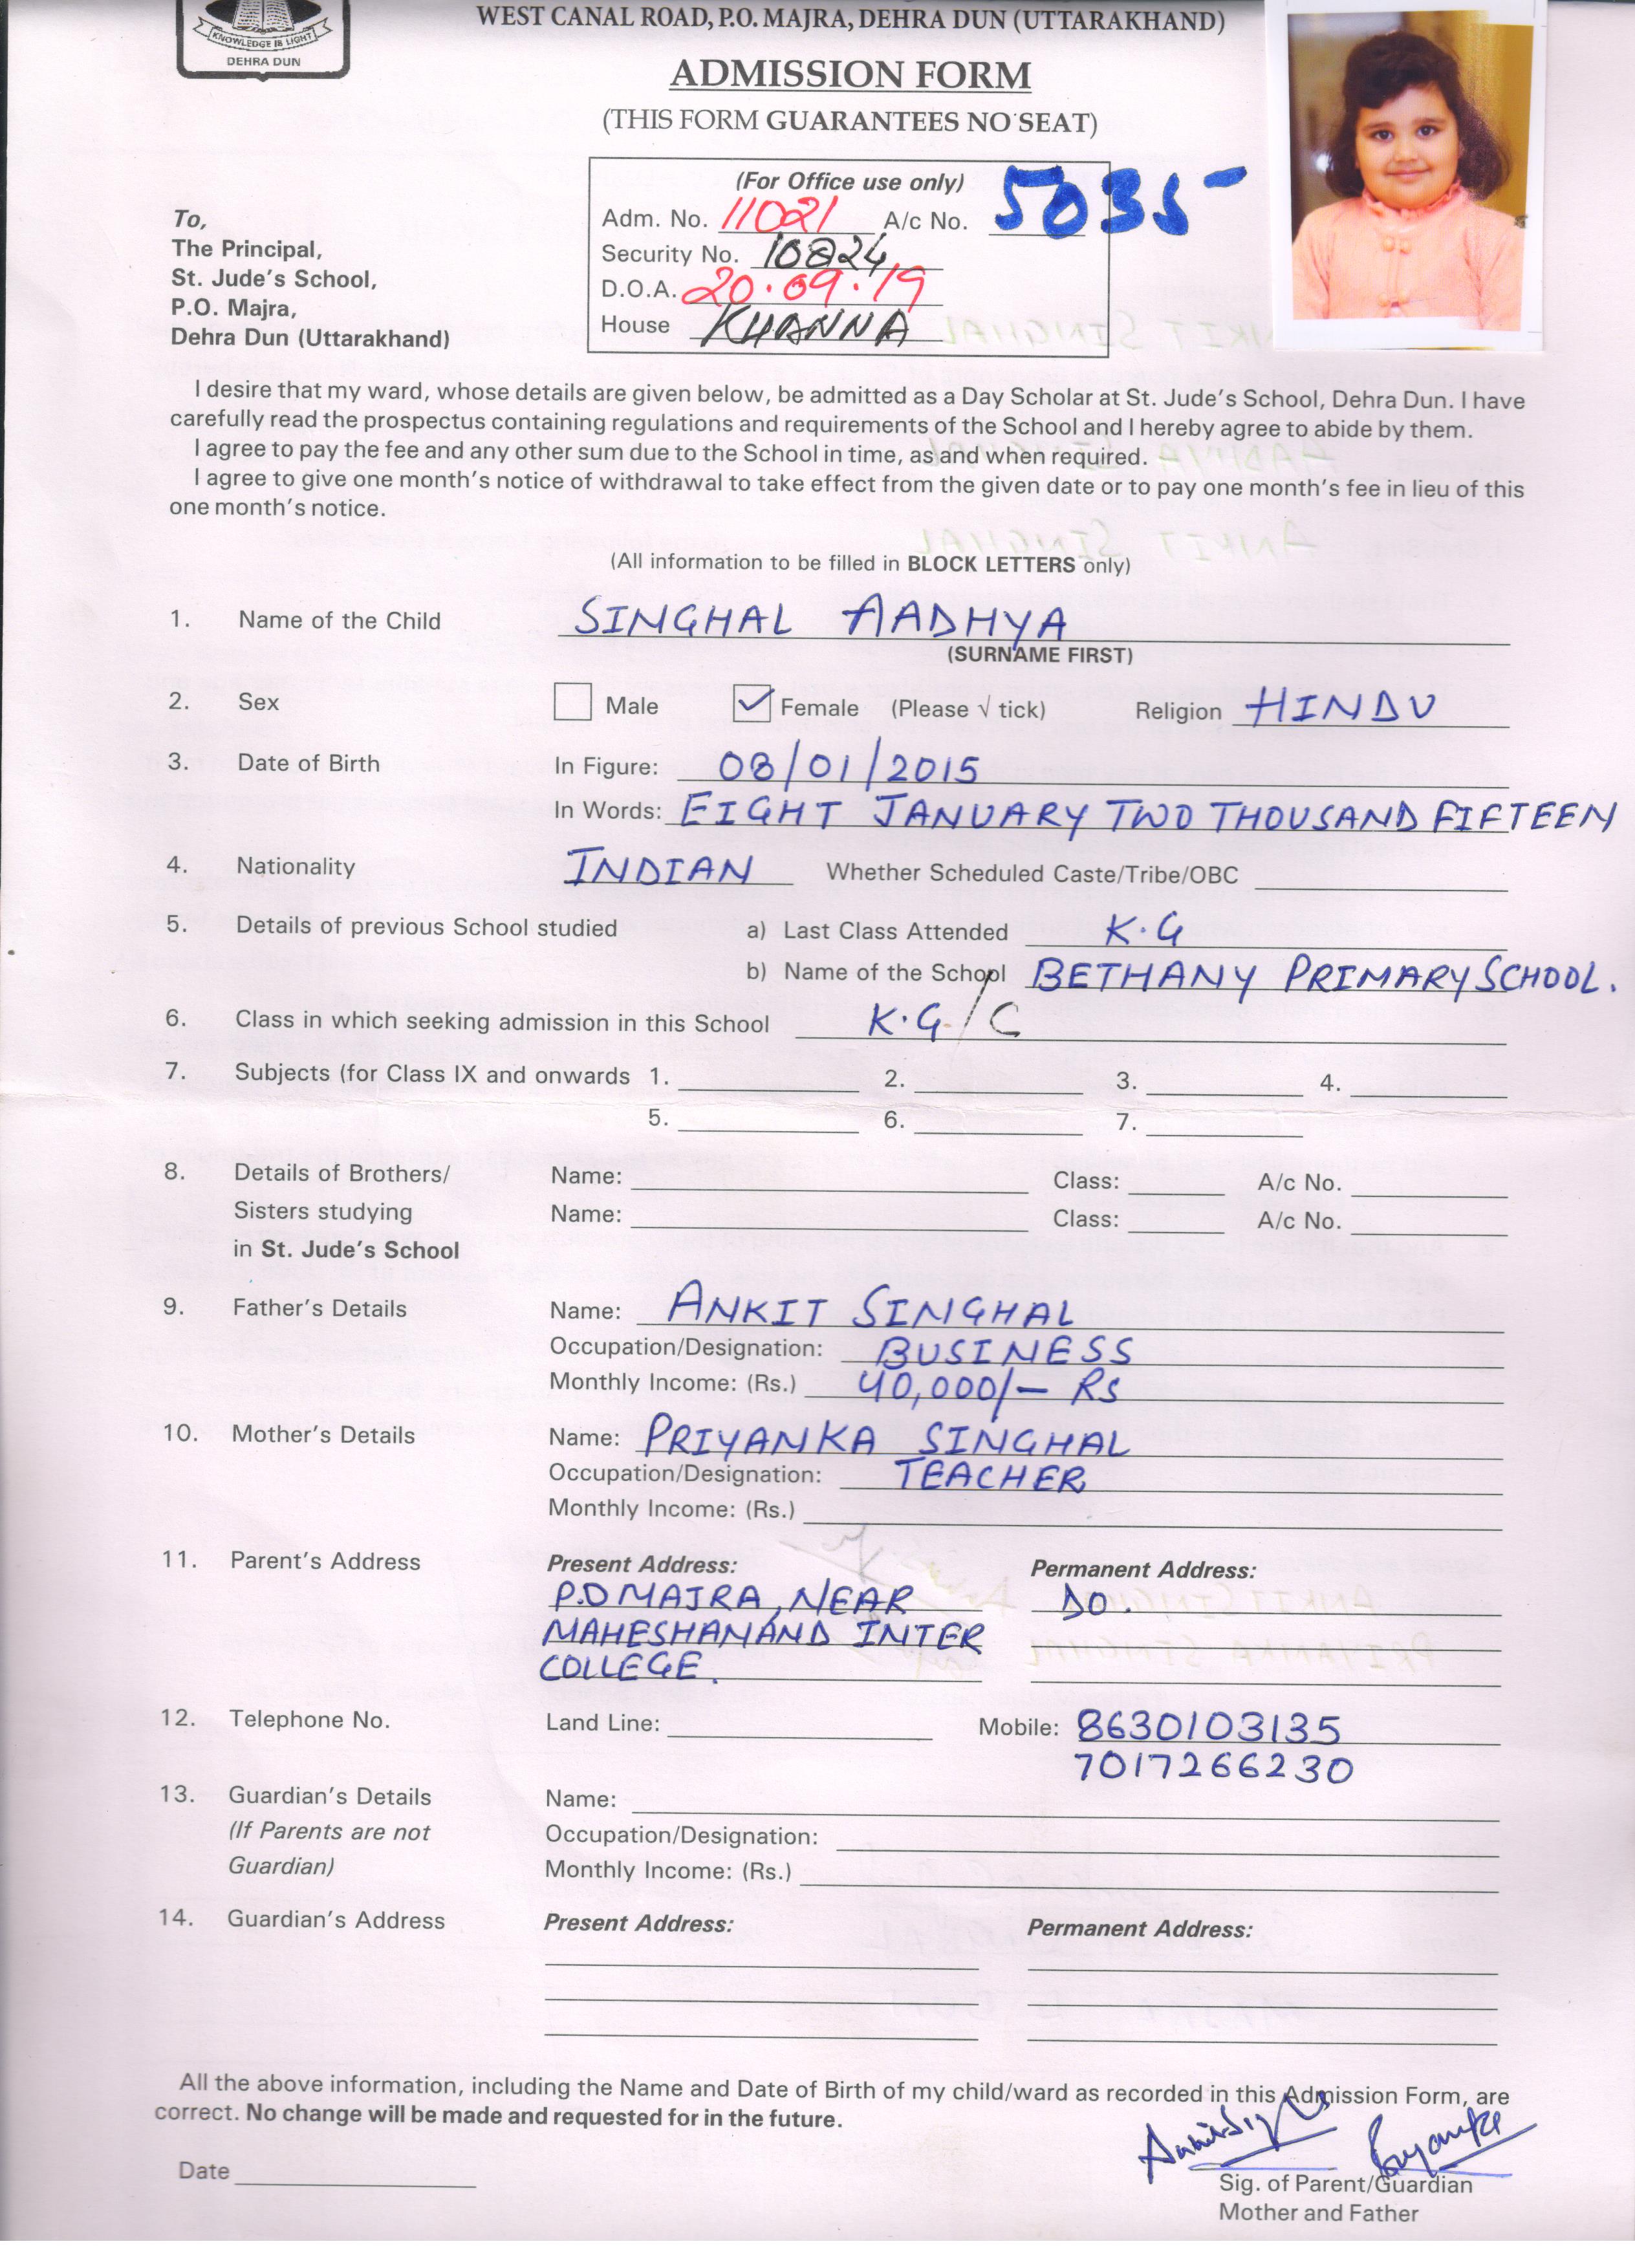 KNOWLEDGE IS LIGHT
DEHRA DUN
WEST CANAL ROAD, P.O. MAJRA, DEHRA DUN (UTTARAKHAND)
ADMISSION FORM
(THIS FORM GUARANTEES NO SEAT)
(For Office use only)
Adm. No. 11021 A/c No. 5035
Security No. 10824
D.O.A. 20.09.19
House KHANNA
To,
The Principal,
St. Jude's School,
P.O. Majra,
Dehra Dun (Uttarakhand)
I desire that my ward, whose details are given below, be admitted as a Day Scholar at St. Jude's School, Dehra Dun. I have
carefully read the prospectus containing regulations and requirements of the School and I hereby agree to abide by them.
I agree to pay the fee and any other sum due to the School in time, as and when required.
I agree to give one month's notice of withdrawal to take effect from the given date or to pay one month's fee in lieu of this
one month's notice.
(All information to be filled in BLOCK LETTERS only)
1. Name of the Child SINGHAL AADHYA
(SURNAME FIRST)
2. Sex Male Female (Please √ tick) Religion HINDU
3. Date of Birth In Figure: 08/01/2015
In Words: EIGHT JANUARY TWO THOUSAND FIFTEEN
4. Nationality INDIAN Whether Scheduled Caste/Tribe/OBC
5. Details of previous School studied a) Last Class Attended K.G
b) Name of the School BETHANY PRIMARY SCHOOL.
6. Class in which seeking admission in this School K.G/C
7. Subjects (for Class IX and onwards 1. 2. 3. 4.
5. 6. 7.
8. Details of Brothers/ Name: Class: A/c No.
Sisters studying Name: Class: A/c No.
in St. Jude's School
9. Father's Details Name: ANKIT SINGHAL
Occupation/Designation: BUSINESS
Monthly Income: (Rs.) 40,000/- Rs
10. Mother's Details Name: PRIYANKA SINGHAL
Occupation/Designation: TEACHER
Monthly Income: (Rs.)
11. Parent's Address Present Address: Permanent Address:
P.O MAJRA, NEAR DO.
MAHESHANAND INTER
COLLEGE.
12. Telephone No. Land Line: Mobile: 8630103135
7017266230
13. Guardian's Details Name:
(If Parents are not Occupation/Designation:
Guardian) Monthly Income: (Rs.)
14. Guardian's Address Present Address: Permanent Address:
All the above information, including the Name and Date of Birth of my child/ward as recorded in this Admission Form, are
correct. No change will be made and requested for in the future.
Priyanka
Date
Sig. of Parent/Guardian
Mother and Father